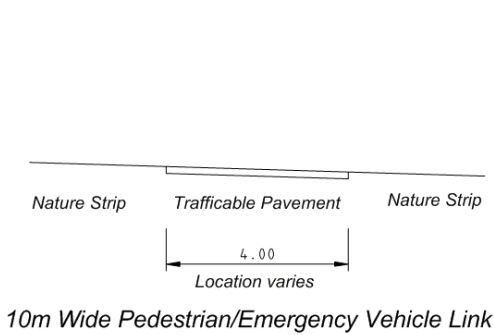 Nature Strip Trafficable Pavement Nature Strip
4.00
Location varies
10m Wide Pedestrian/Emergency Vehicle Link